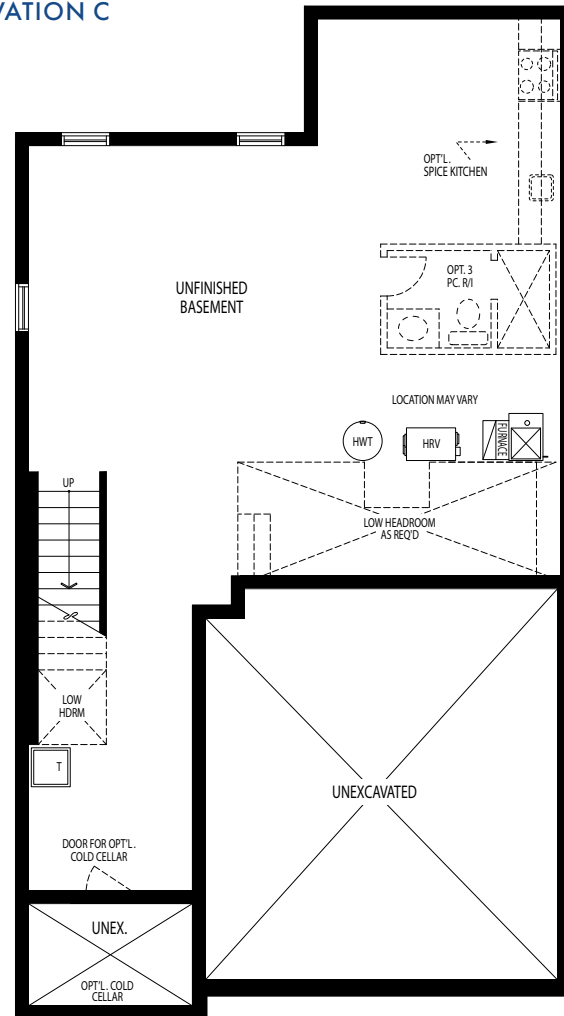 VATION C
OPT'L.
SPICE KITCHEN
OPT. 3
PC. R/I
UNFINISHED
BASEMENT
LOCATION MAY VARY
HWT
HRV
FURNACE
UP
LOW HEADROOM
AS REQ'D
LOW
HDRM
T
UNEXCAVATED
DOOR FOR OPT'L.
COLD CELLAR
UNEX.
OPT'L. COLD
CELLAR